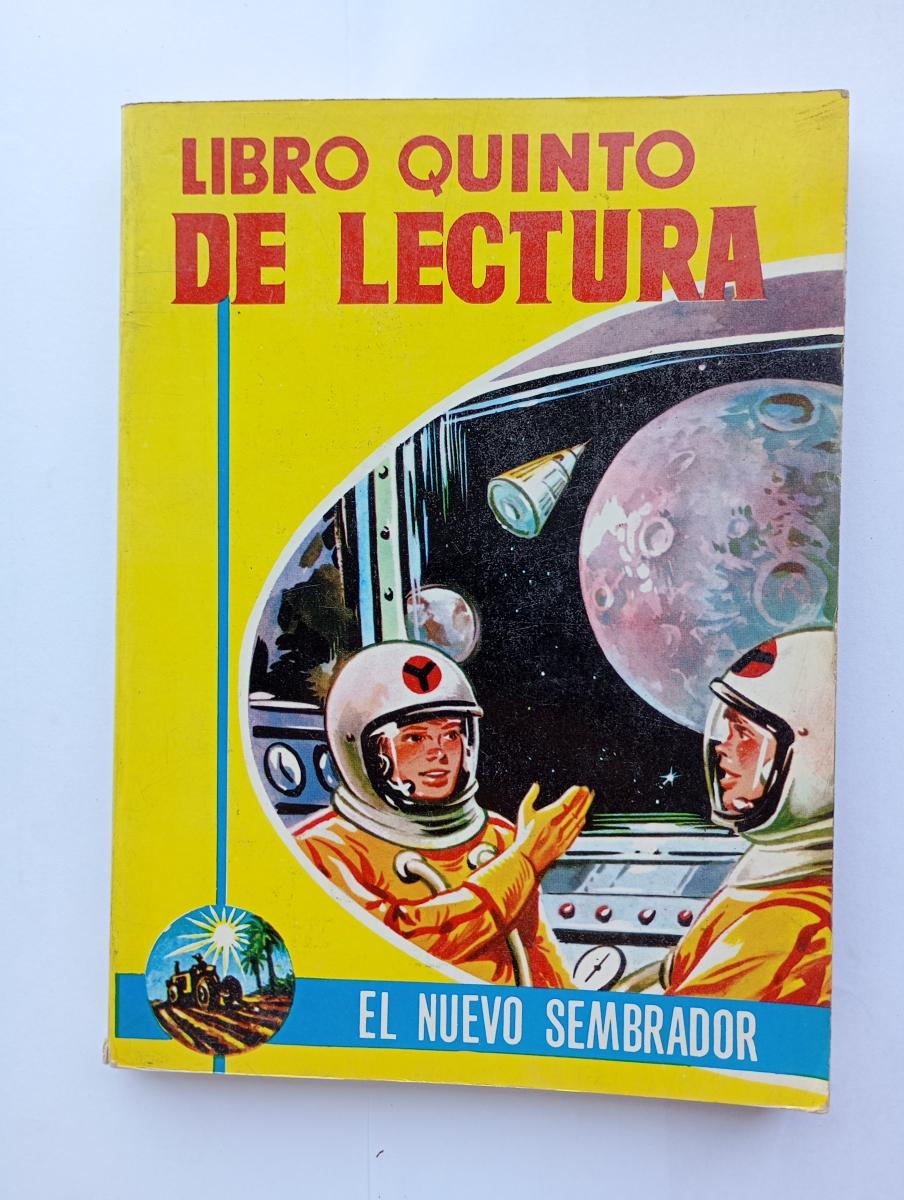 LIBRO QUINTO
DE LECTURA
EL NUEVO SEMBRADOR